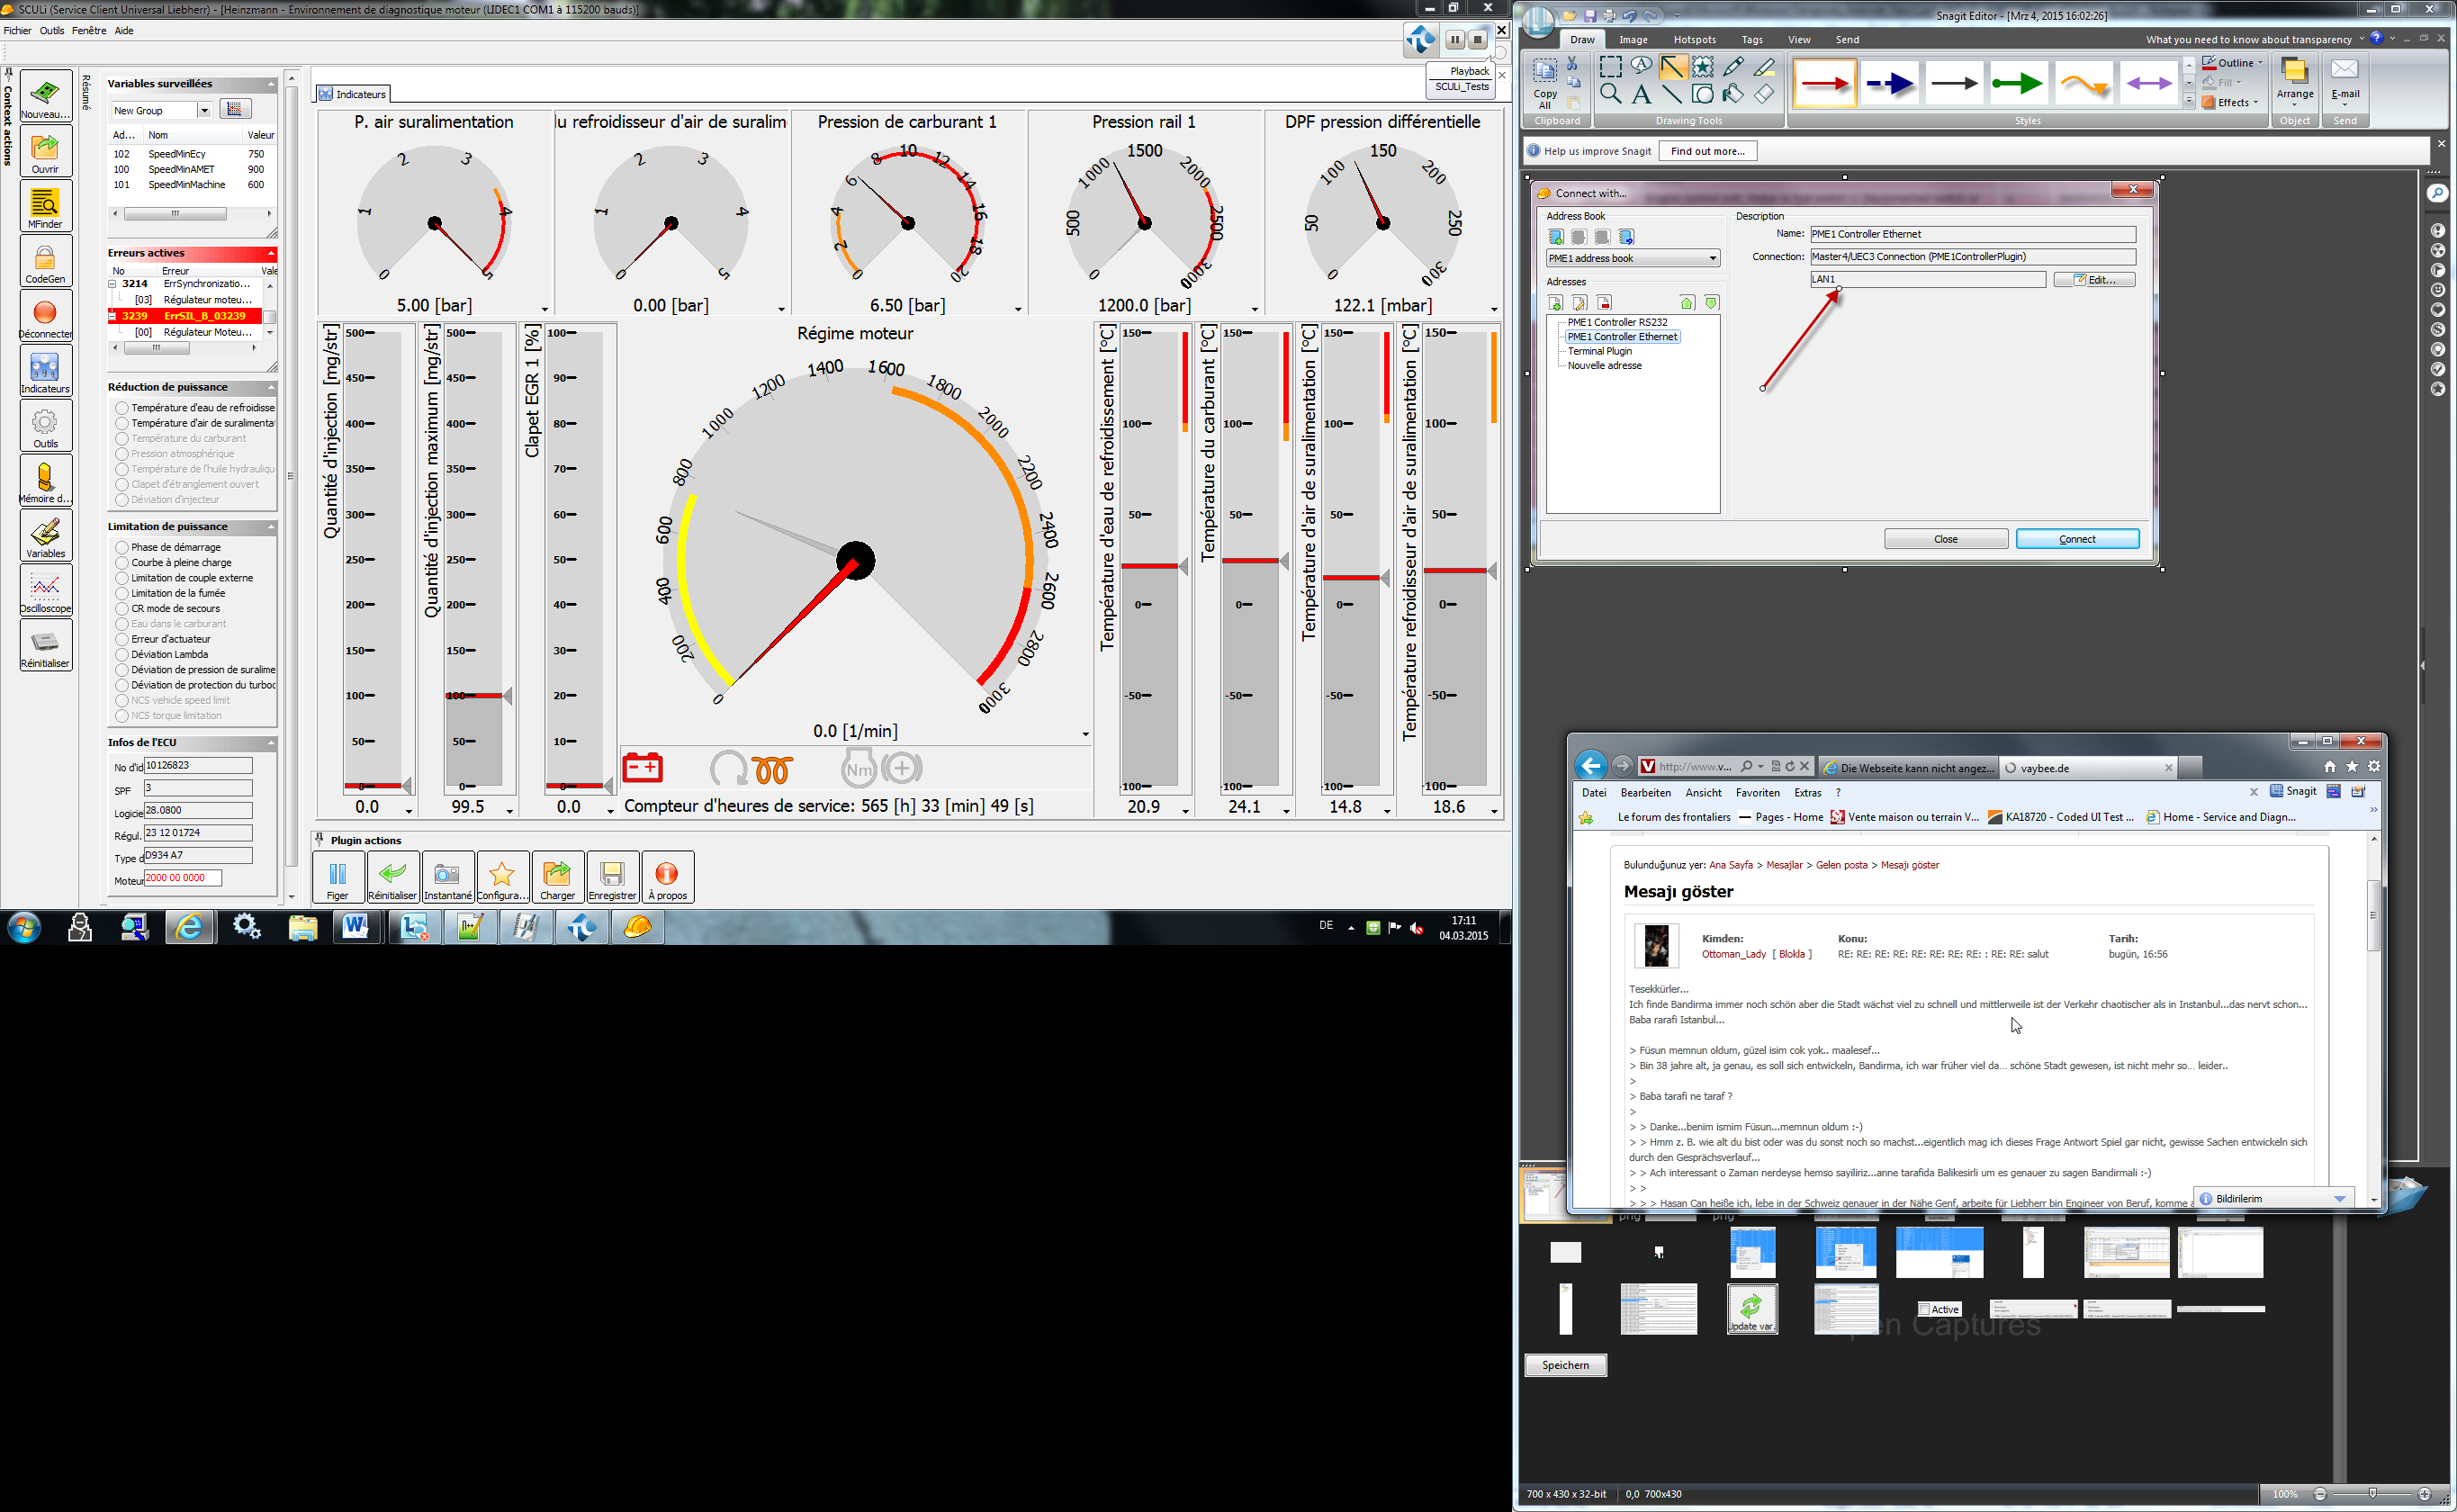 SCULi (Service Client Universal Liebherr) - [Heinzmann - Environnement de diagnostique moteur (LIDEC1 COM1 à 115200 bauds)]
Fichier Outils Fenêtre Aide
Playback
SCULi_Tests
Context actions
Nouveau...
Ouvrir
MFinder
CodeGen
Déconnecter
Indicateurs
Outils
Mémoire d...
Variables
Oscilloscope
Réinitialiser
Résumé
Variables surveillées
New Group
Ad... Nom Valeur
102 SpeedMinEcy 750
100 SpeedMinAMET 900
101 SpeedMinMachine 600
Erreurs actives
No Erreur Vale
3214 ErrSynchronizatio...
[03] Régulateur moteu...
3239 ErrSIL_B_03239
[00] Régulateur Moteu...
Réduction de puissance
Température d'eau de refroidisse
Température d'air de suralimenta
Température du carburant
Pression atmosphérique
Température de l'huile hydrauliqu
Clapet d'étranglement ouvert
Déviation d'injecteur
Limitation de puissance
Phase de démarrage
Courbe à pleine charge
Limitation de couple externe
Limitation de la fumée
CR mode de secours
Eau dans le carburant
Erreur d'actuateur
Déviation Lambda
Déviation de pression de suralime
Déviation de protection du turboc
NCS vehicle speed limit
NCS torque limitation
Infos de l'ECU
No d'id 10126823
SPF 3
Logicie 28.0800
Régul. 23 12 01724
Type d D934 A7
Moteur 2000 00 0000
Indicateurs
P. air suralimentation
0 1 2 3 4 5
5.00 [bar]
lu refroidisseur d'air de suralim
0 1 2 3 4 5
0.00 [bar]
Pression de carburant 1
0 2 4 6 8 10 12 14 16 18 20
6.50 [bar]
Pression rail 1
0 500 1000 1500 2000 2500 3000
1200.0 [bar]
DPF pression différentielle
0 50 100 150 200 250 300
122.1 [mbar]
Quantité d'injection [mg/str]
500 450 400 350 300 250 200 150 100 50 0
0.0
Quantité d'injection maximum [mg/str]
500 450 400 350 300 250 200 150 100 50 0
99.5
Clapet EGR 1 [%]
100 90 80 70 60 50 40 30 20 10 0
0.0
Régime moteur
0 200 400 600 800 1000 1200 1400 1600 1800 2000 2200 2400 2600 2800 3000
0.0 [1/min]
Nm
Compteur d'heures de service: 565 [h] 33 [min] 49 [s]
Température d'eau de refroidissement [°C]
150 100 50 0 -50 -100
20.9
Température du carburant [°C]
150 100 50 0 -50 -100
24.1
Température d'air de suralimentation [°C]
150 100 50 0 -50 -100
14.8
Température refroidisseur d'air de suralimentation [°C]
150 100 50 0 -50 -100
18.6
Plugin actions
Figer
Réinitialiser
Instantané
Configura...
Charger
Enregistrer
À propos
DE
17:11
04.03.2015
Snagit Editor - [Mrz 4, 2015 16:02:26]
Draw Image Hotspots Tags View Send
What you need to know about transparency
Copy All
Clipboard
Drawing Tools
Styles
Outline
Fill
Effects
Arrange
Object
E-mail
Send
Help us improve Snagit
Find out more...
Connect with...
Address Book
PME1 address book
Adresses
PME1 Controller RS232
PME1 Controller Ethernet
Terminal Plugin
Nouvelle adresse
Description
Name: PME1 Controller Ethernet
Connection: Master4/UEC3 Connection (PME1ControllerPlugin)
LAN1
Edit...
Close
Connect
http://www.v...
Die Webseite kann nicht angez...
vaybee.de
Datei Bearbeiten Ansicht Favoriten Extras ?
Snagit
Le forum des frontaliers
Pages - Home
Vente maison ou terrain V...
KA18720 - Coded UI Test ...
Home - Service and Diagn...
Bulunduğunuz yer: Ana Sayfa > Mesajlar > Gelen posta > Mesajı göster
Mesajı göster
Kimden: Konu: Tarih:
Ottoman_Lady [ Blokla ] RE: RE: RE: RE: RE: RE: RE: RE: : RE: RE: salut bugün, 16:56
Tesekkürler...
Ich finde Bandirma immer noch schön aber die Stadt wächst viel zu schnell und mittlerweile ist der Verkehr chaotischer als in Instanbul...das nervt schon...
Baba rarafi Istanbul...
> Füsun memnun oldum, güzel isim cok yok.. maalesef...
> Bin 38 jahre alt, ja genau, es soll sich entwickeln, Bandirma, ich war früher viel da... schöne Stadt gewesen, ist nicht mehr so... leider..
>
> Baba tarafi ne taraf ?
>
> > Danke...benim ismim Füsun...memnun oldum :-)
> > Hmm z. B. wie alt du bist oder was du sonst noch so machst...eigentlich mag ich dieses Frage Antwort Spiel gar nicht, gewisse Sachen entwickeln sich
durch den Gesprächsverlauf...
> > Ach interessant o Zaman nerdeyse hemso sayiliriz...anne tarafida Balikesirli um es genauer zu sagen Bandirmali :-)
> >
> > > Hasan Can heiße ich, lebe in der Schweiz genauer in der Nähe Genf, arbeite für Liebherr bin Engineer von Beruf, komme a
Bildirilerim
png
png
Update var.
Active
en Captures
Speichern
700 x 430 x 32-bit
0,0 700x430
100%